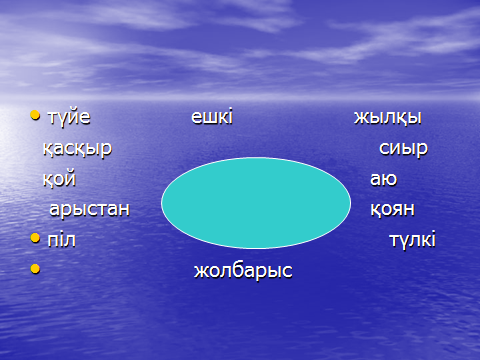 түйе ешкі жылқы
қасқыр сиыр
қой аю
арыстан қоян
піл түлкі
жолбарыс